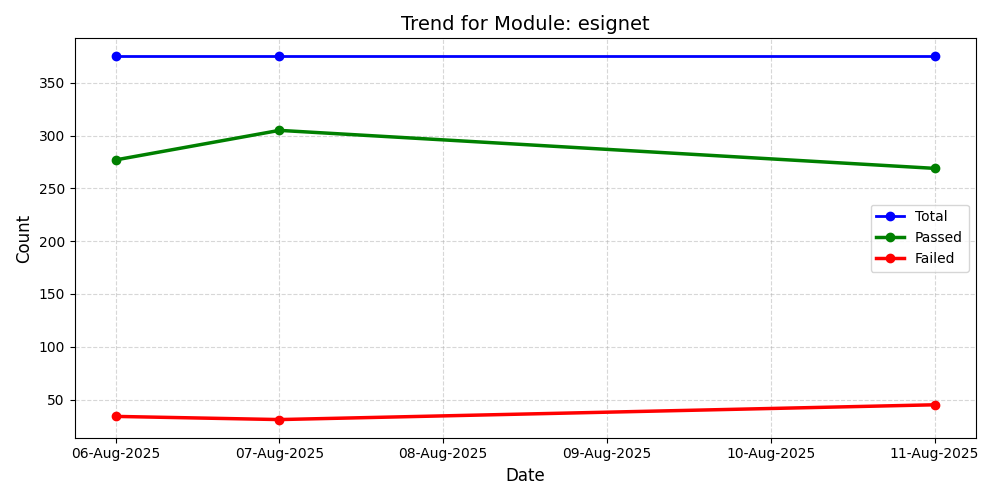 Trend for Module: esignet
Count
350
300
250
200
150
100
50
Total
Passed
Failed
06-Aug-2025
07-Aug-2025
08-Aug-2025
09-Aug-2025
10-Aug-2025
11-Aug-2025
Date